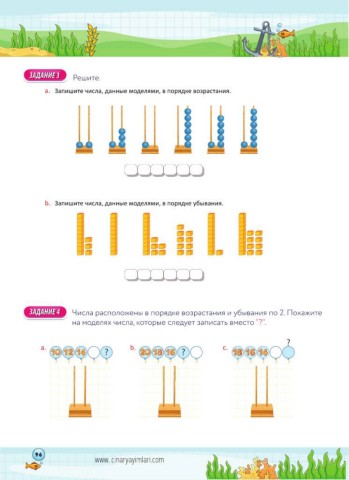 ЗАДАНИЕ 3
Решите.
a. Запишите числа, данные моделями, в порядке возрастания.
b. Запишите числа, данные моделями, в порядке убывания.
ЗАДАНИЕ 4
Числа расположены в порядке возрастания и убывания по 2. Покажите
на моделях числа, которые следует записать вместо "?".
a. 10 12 14 ?
b. 20 18 16 ?
c. 18 16 14 ?
96
www.cinaryayimlari.com